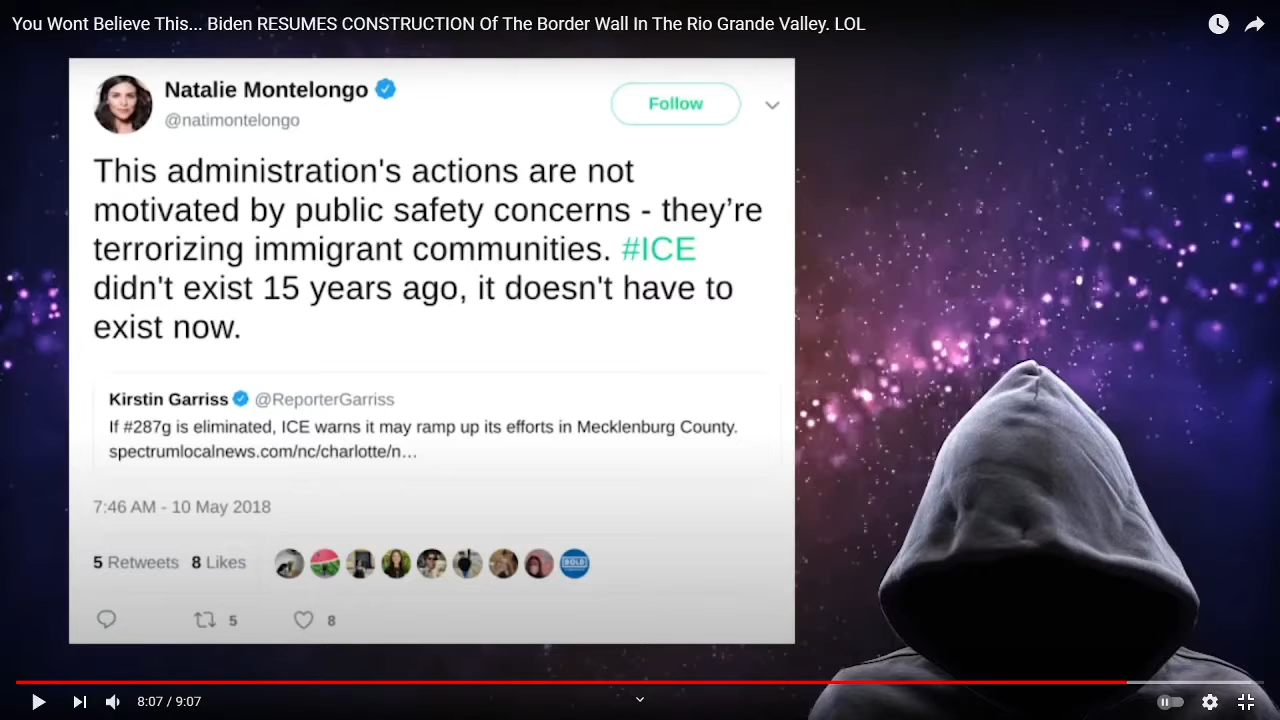 You Wont Believe This... Biden RESUMES CONSTRUCTION Of The Border Wall In The Rio Grande Valley. LOL
Natalie Montelongo
@natimontelongo
Follow
This administration's actions are not
motivated by public safety concerns - they're
terrorizing immigrant communities. #ICE
didn't exist 15 years ago, it doesn't have to
exist now.
Kirstin Garriss @ReporterGarriss
If #287g is eliminated, ICE warns it may ramp up its efforts in Mecklenburg County.
spectrumlocalnews.com/nc/charlotte/n…
7:46 AM - 10 May 2018
5 Retweets 8 Likes
BOLD
5 8
8:07 / 9:07